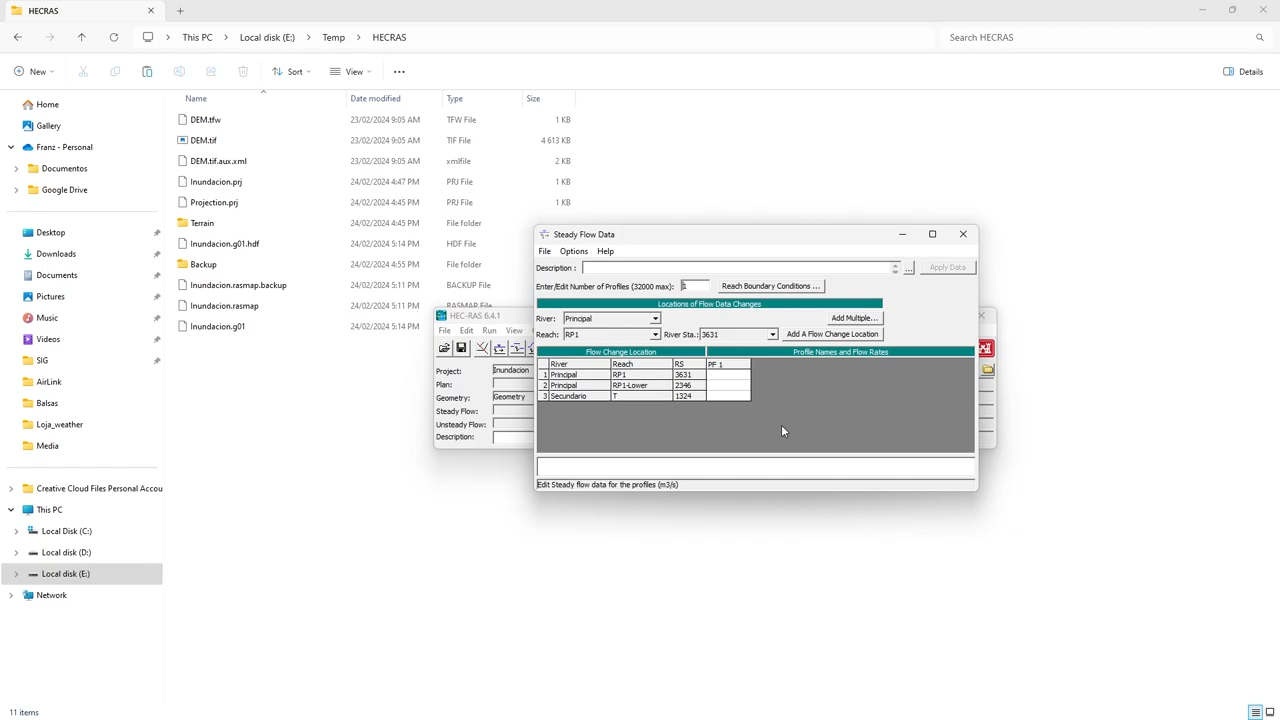 HECRAS
This PC > Local disk (E:) > Temp > HECRAS
Search HECRAS
New
Sort
View
Details
Home
Gallery
Franz - Personal
Documentos
Google Drive
Desktop
Downloads
Documents
Pictures
Music
Videos
SIG
AirLink
Balsas
Loja_weather
Media
Creative Cloud Files Personal Accou
This PC
Local Disk (C:)
Local disk (D:)
Local disk (E:)
Network
Name Date modified Type Size
DEM.tfw 23/02/2024 9:05 AM TFW File 1 KB
DEM.tif 23/02/2024 9:05 AM TIF File 4 613 KB
DEM.tif.aux.xml 23/02/2024 9:05 AM xmlfile 2 KB
Inundacion.prj 24/02/2024 4:47 PM PRJ File 1 KB
Projection.prj 24/02/2024 4:45 PM PRJ File 1 KB
Terrain 24/02/2024 4:45 PM File folder
Inundacion.g01.hdf 24/02/2024 5:14 PM HDF File
Backup 24/02/2024 4:55 PM File folder
Inundacion.rasmap.backup 24/02/2024 5:11 PM BACKUP File
Inundacion.rasmap 24/02/2024 5:11 PM RASMAP File
Inundacion.g01 24/02/2024 5:14 PM
HEC-RAS 6.4.1
File Edit Run View
Project: Inundacion
Plan:
Geometry: Geometry
Steady Flow:
Unsteady Flow:
Description:
Steady Flow Data
File Options Help
Description : ... Apply Data
Enter/Edit Number of Profiles (32000 max): 1 Reach Boundary Conditions ...
Locations of Flow Data Changes
River: Principal Add Multiple...
Reach: RP1 River Sta.: 3631 Add A Flow Change Location
Flow Change Location Profile Names and Flow Rates
River Reach RS PF 1
1 Principal RP1 3631
2 Principal RP1-Lower 2346
3 Secundario T 1324
Edit Steady flow data for the profiles (m3/s)
11 items